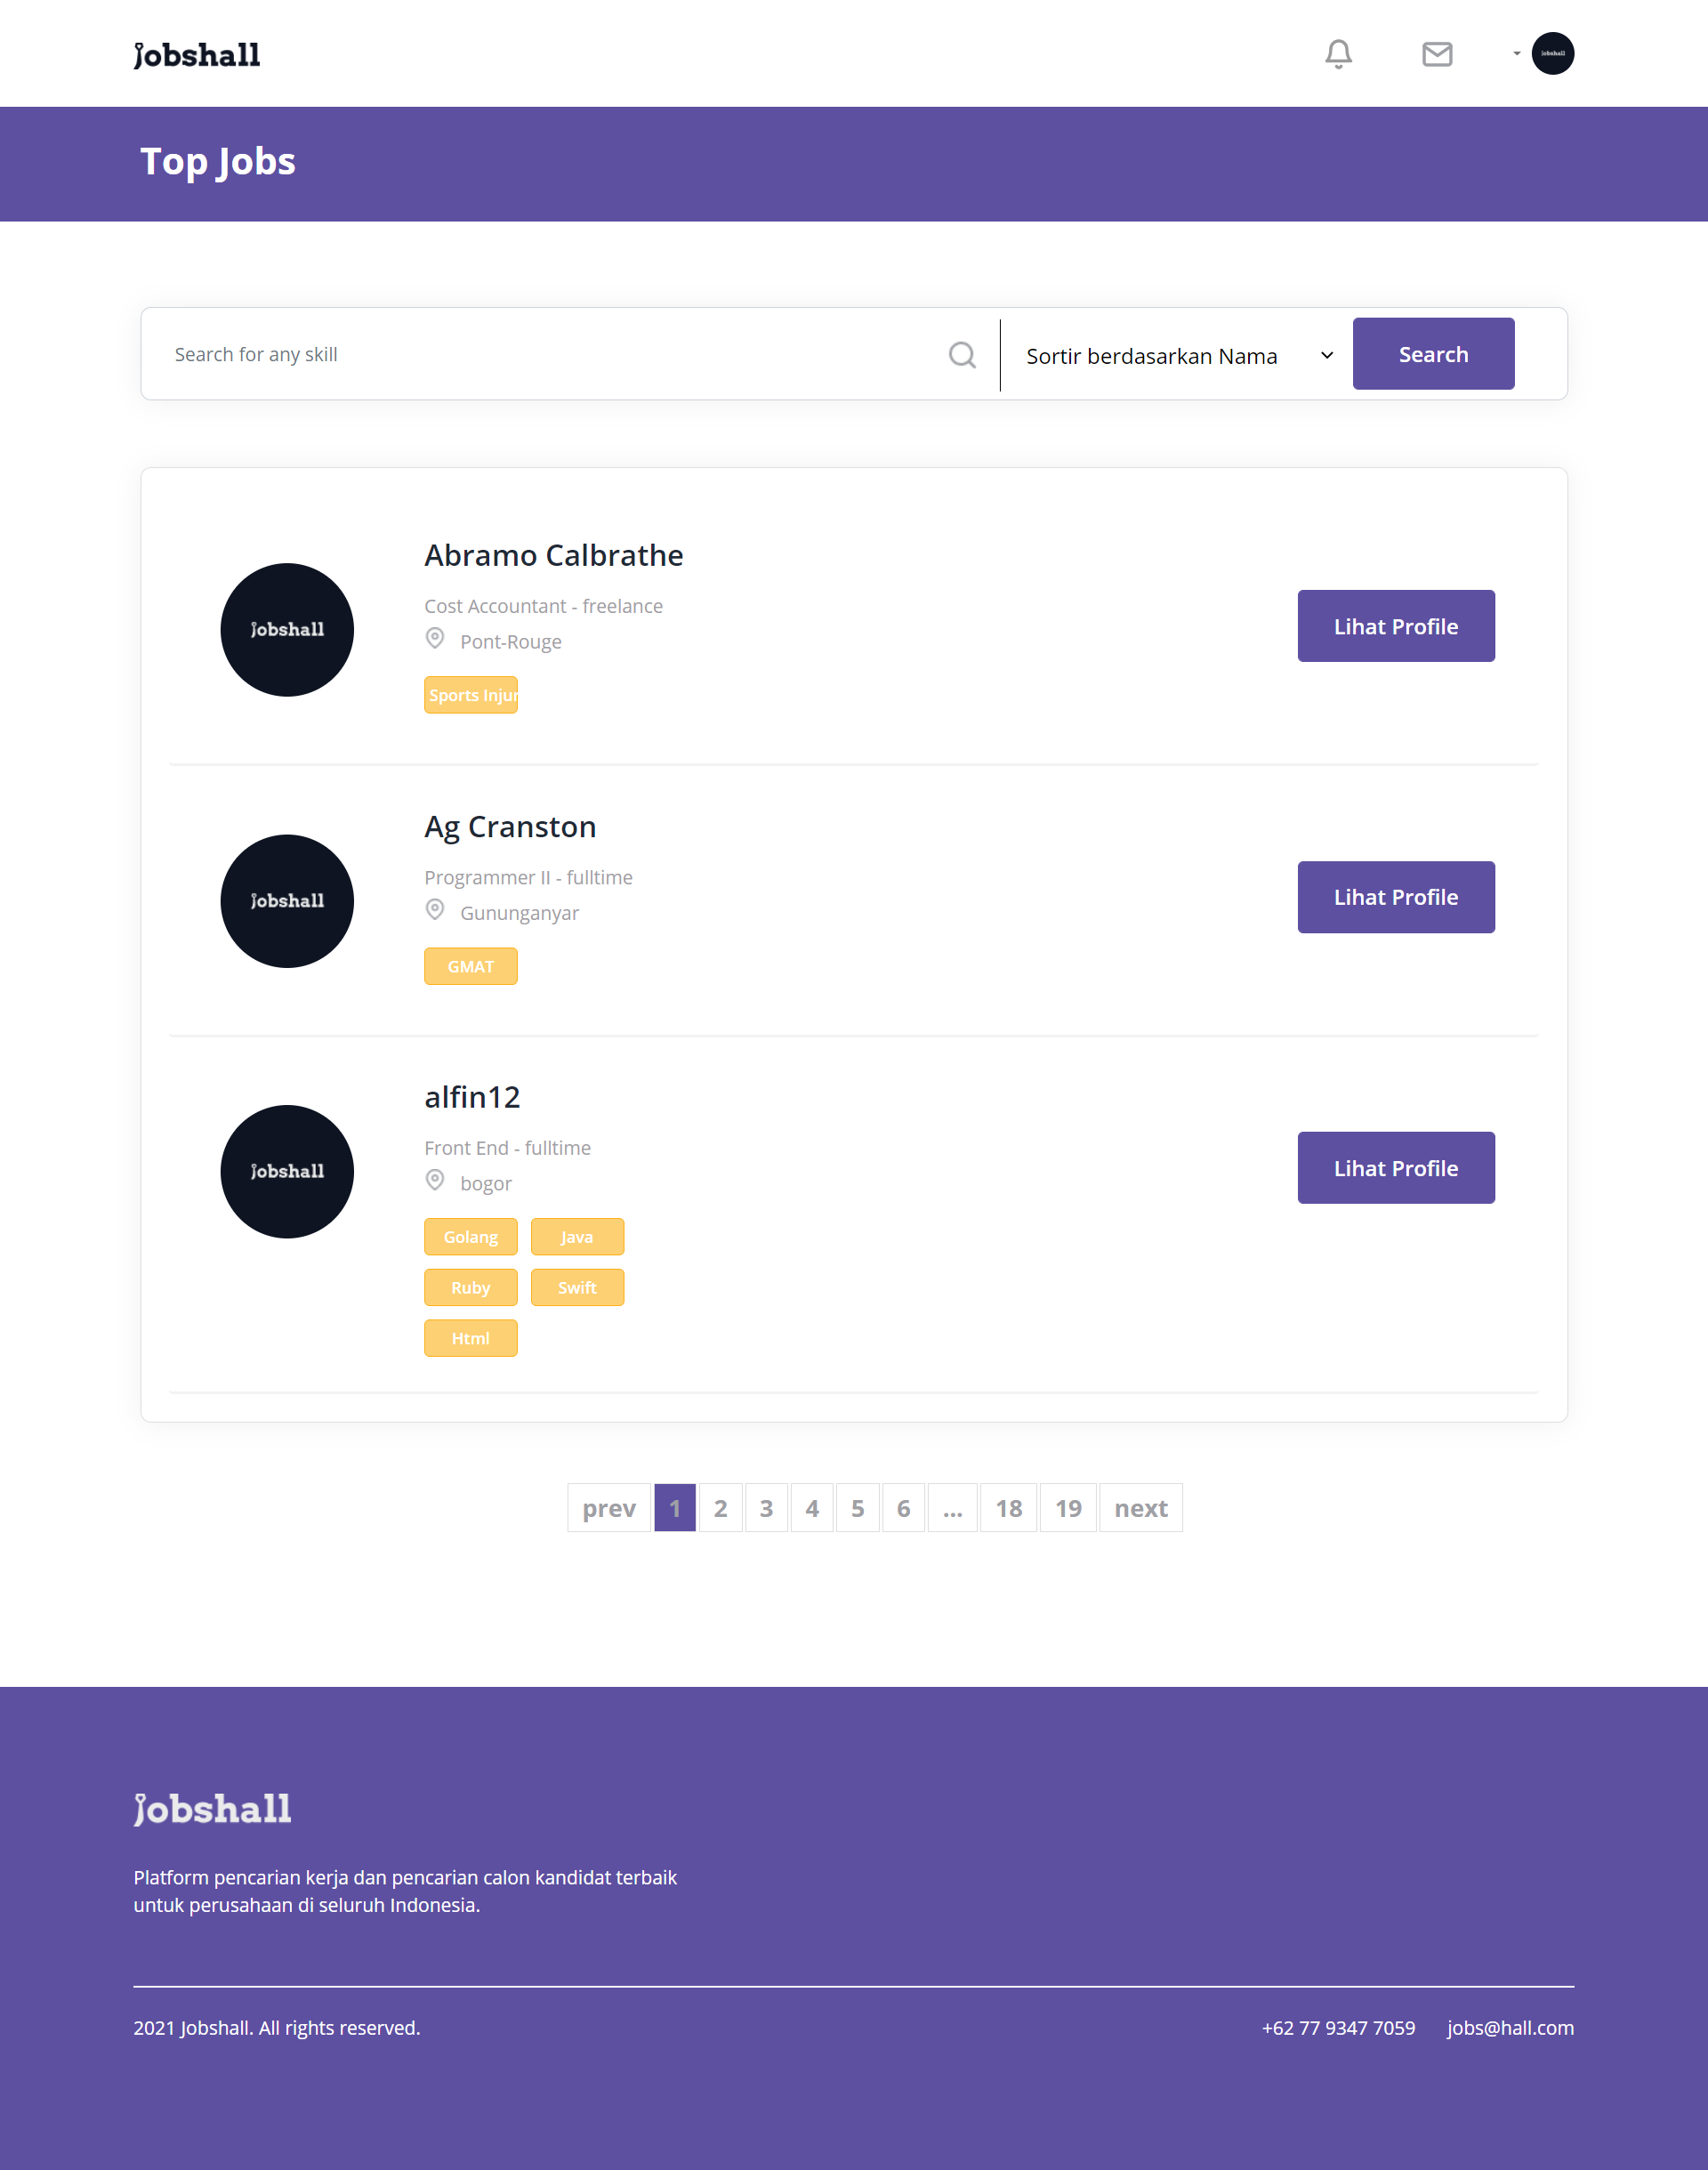 jobshall
jobshall
Top Jobs
Search for any skill
Sortir berdasarkan Nama
Search
jobshall
Abramo Calbrathe
Cost Accountant - freelance
Pont-Rouge
Sports Injur
Lihat Profile
jobshall
Ag Cranston
Programmer II - fulltime
Gununganyar
GMAT
Lihat Profile
jobshall
alfin12
Front End - fulltime
bogor
Golang Java
Ruby Swift
Html
Lihat Profile
prev 1 2 3 4 5 6 ... 18 19 next
jobshall
Platform pencarian kerja dan pencarian calon kandidat terbaik
untuk perusahaan di seluruh Indonesia.
2021 Jobshall. All rights reserved.
+62 77 9347 7059 jobs@hall.com